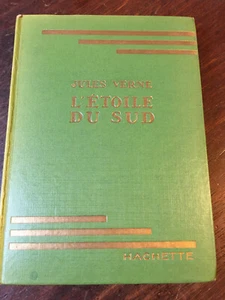 JULES VERNE
L'ÉTOILE
DU SUD
HACHETTE